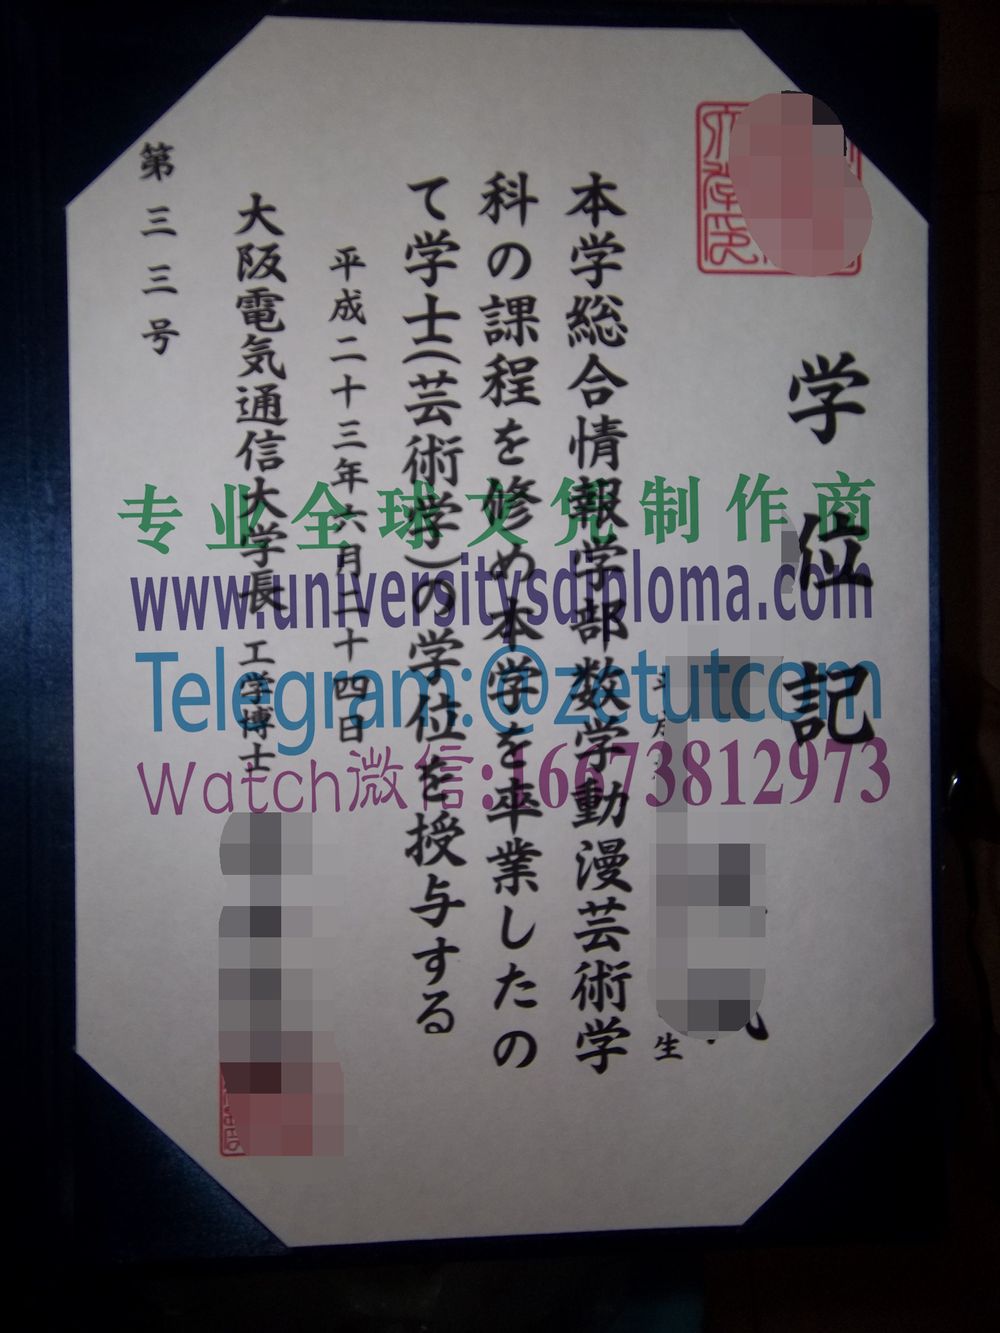 学位記
生
本学総合情報学部数学動漫芸術学
科の課程を修め本学を卒業したの
て学士(芸術学)の学位を授与する
平成二十三年六月二十四日
大阪電気通信大学長 工学博士
第三三号
专业全球文凭制作商
www.universitysdiploma.com
Telegram:@zetutcom
Watch微信:16673812973